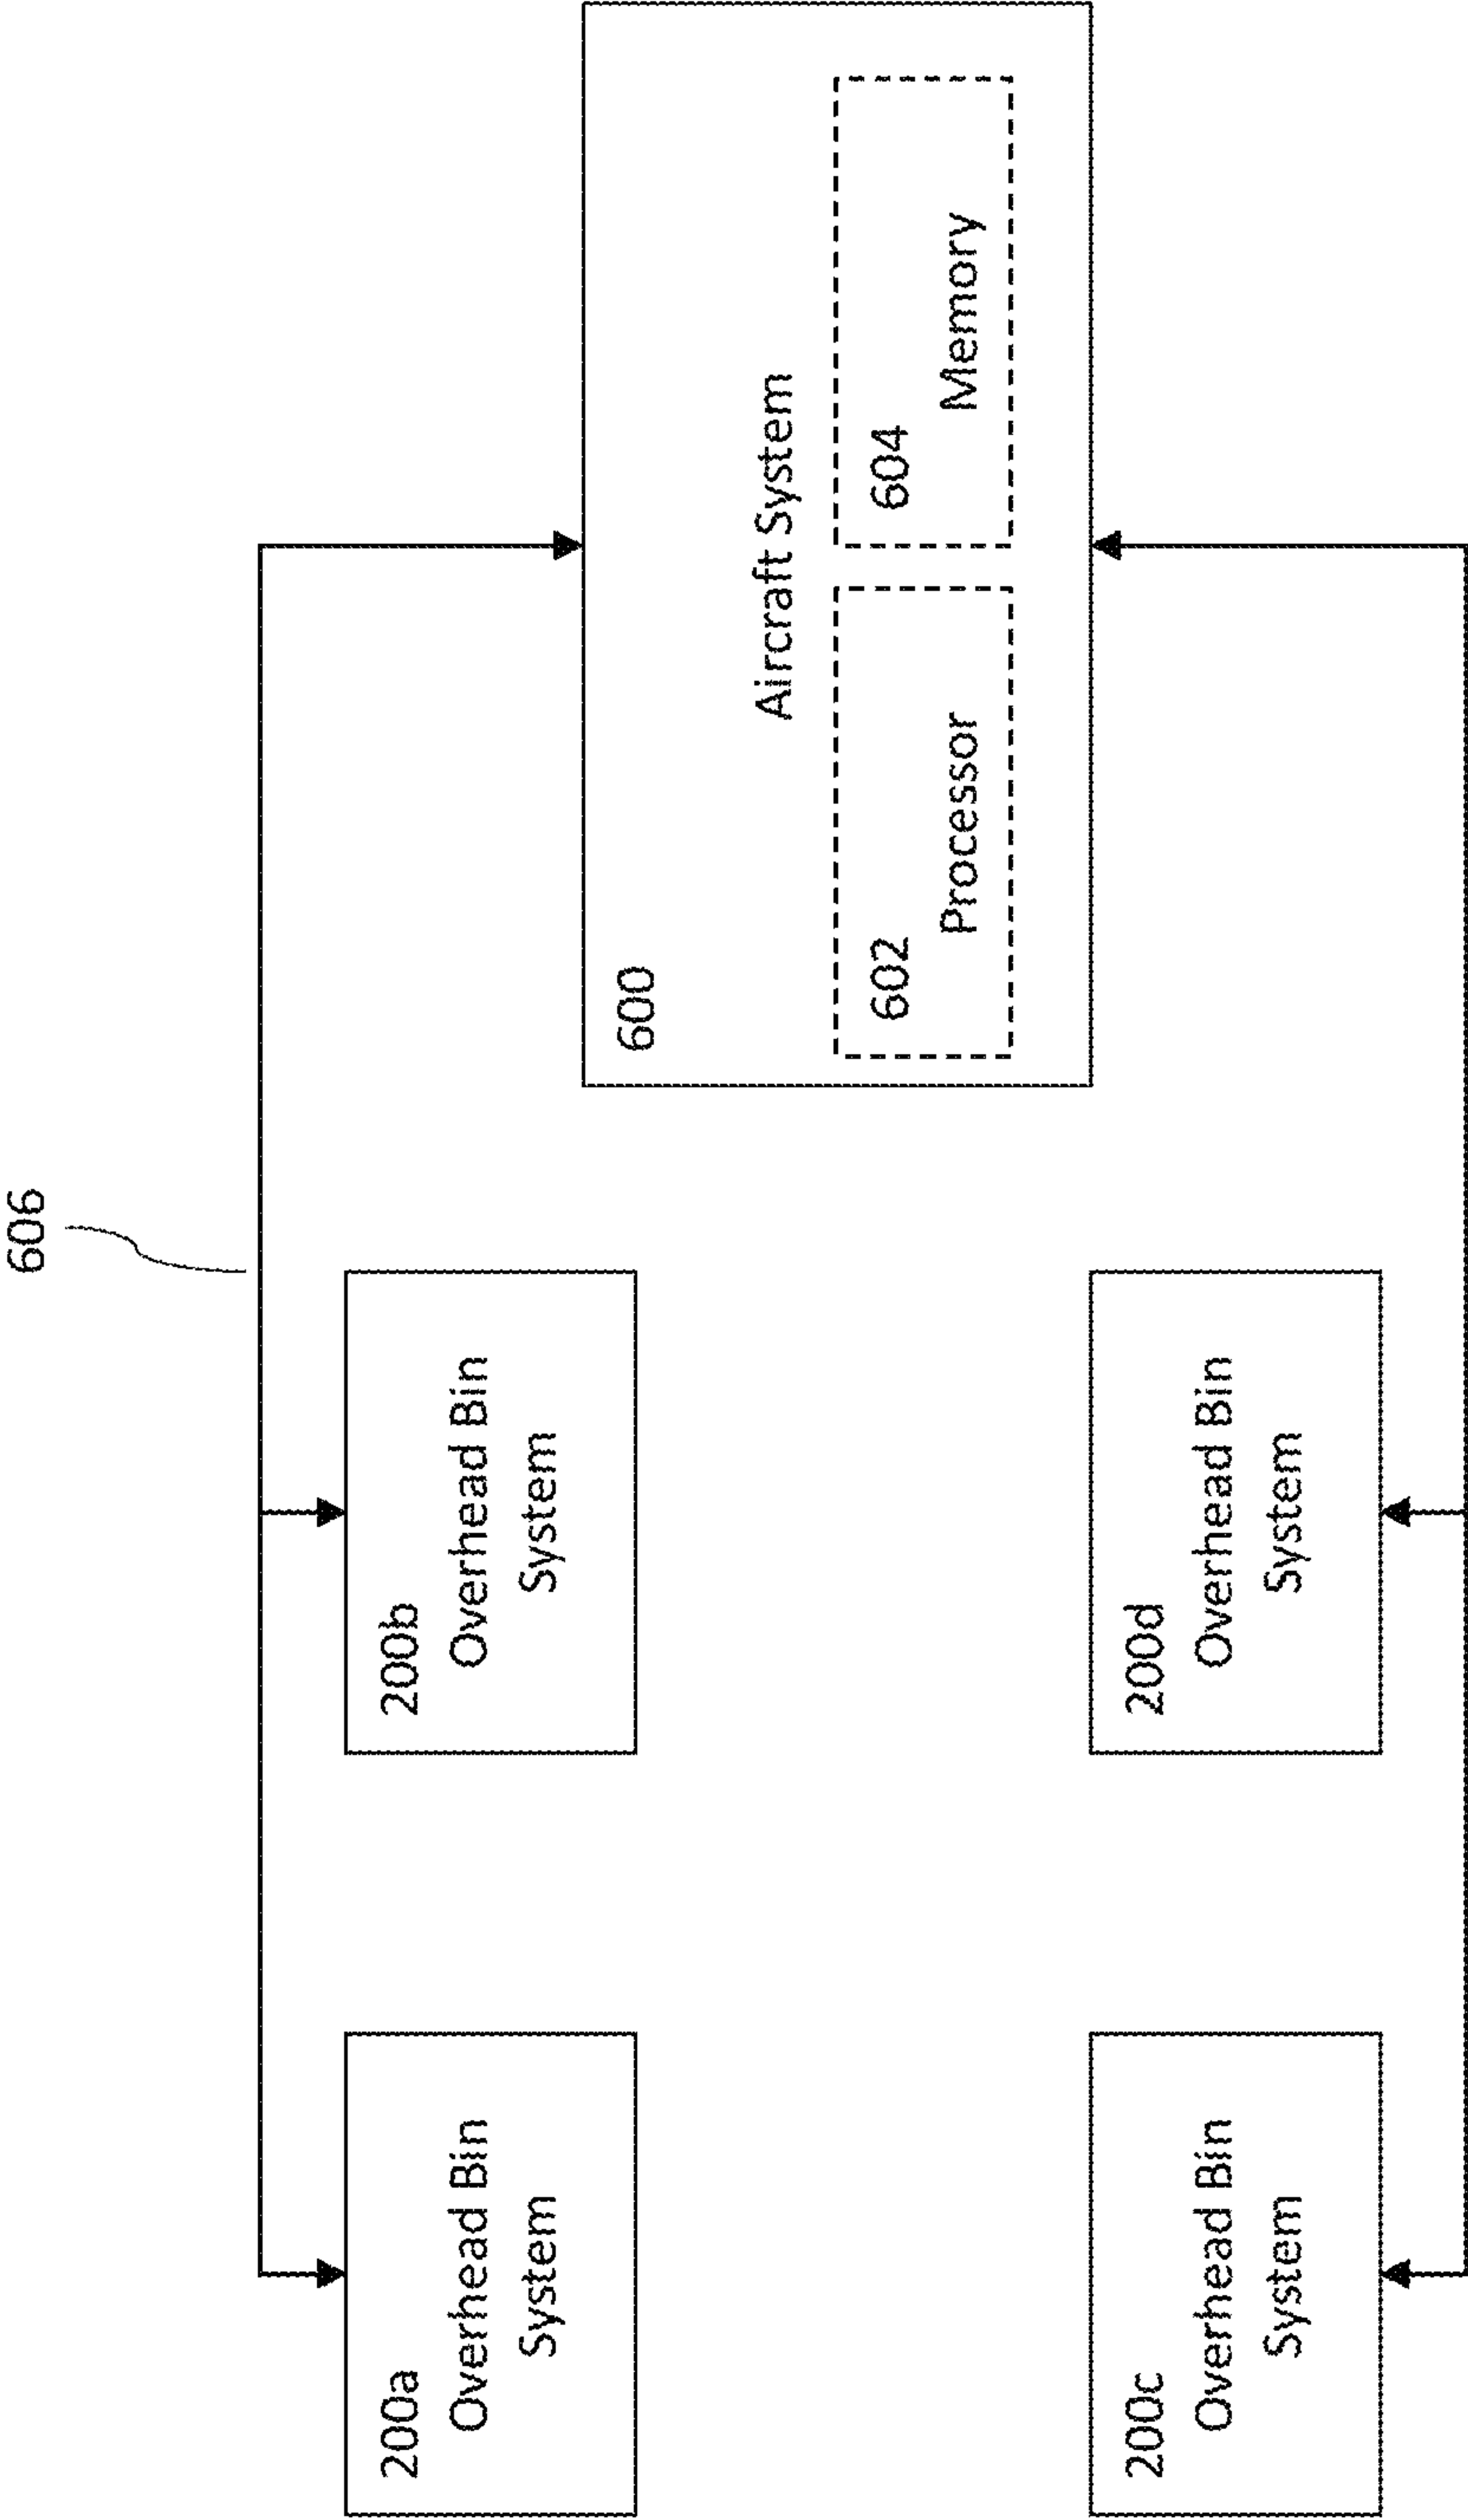 606
200a
Overhead Bin
System
200b
Overhead Bin
System
600
Aircraft System
602
Processor
604
Memory
200c
Overhead Bin
System
200d
Overhead Bin
System